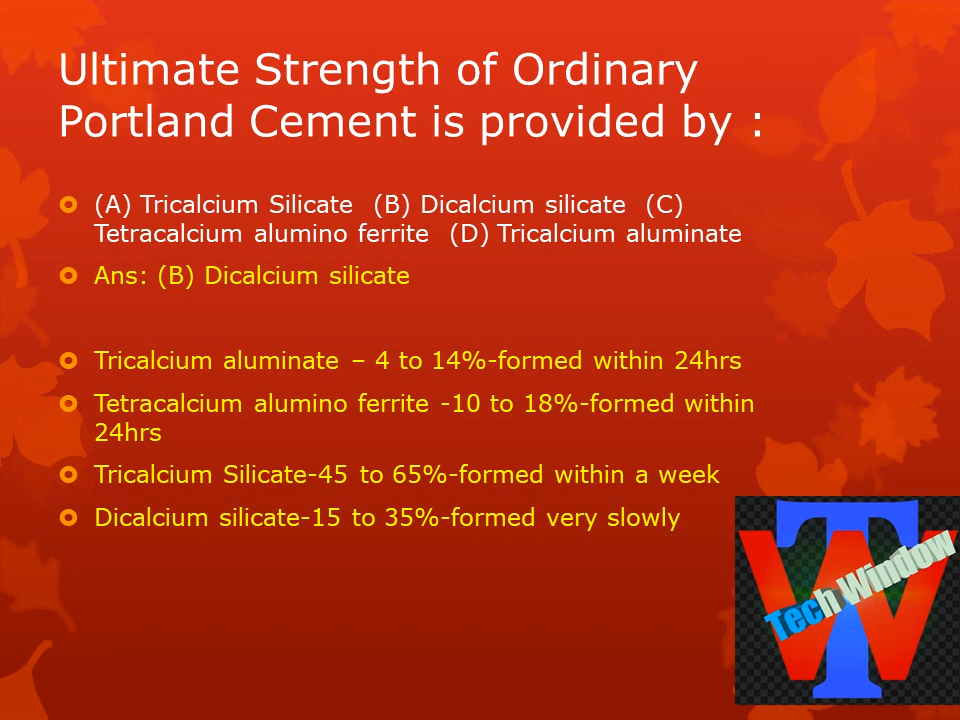 Ultimate Strength of Ordinary
Portland Cement is provided by :
(A) Tricalcium Silicate (B) Dicalcium silicate (C)
Tetracalcium alumino ferrite (D) Tricalcium aluminate
Ans: (B) Dicalcium silicate
Tricalcium aluminate – 4 to 14%-formed within 24hrs
Tetracalcium alumino ferrite -10 to 18%-formed within
24hrs
Tricalcium Silicate-45 to 65%-formed within a week
Dicalcium silicate-15 to 35%-formed very slowly
TW
Tech Window